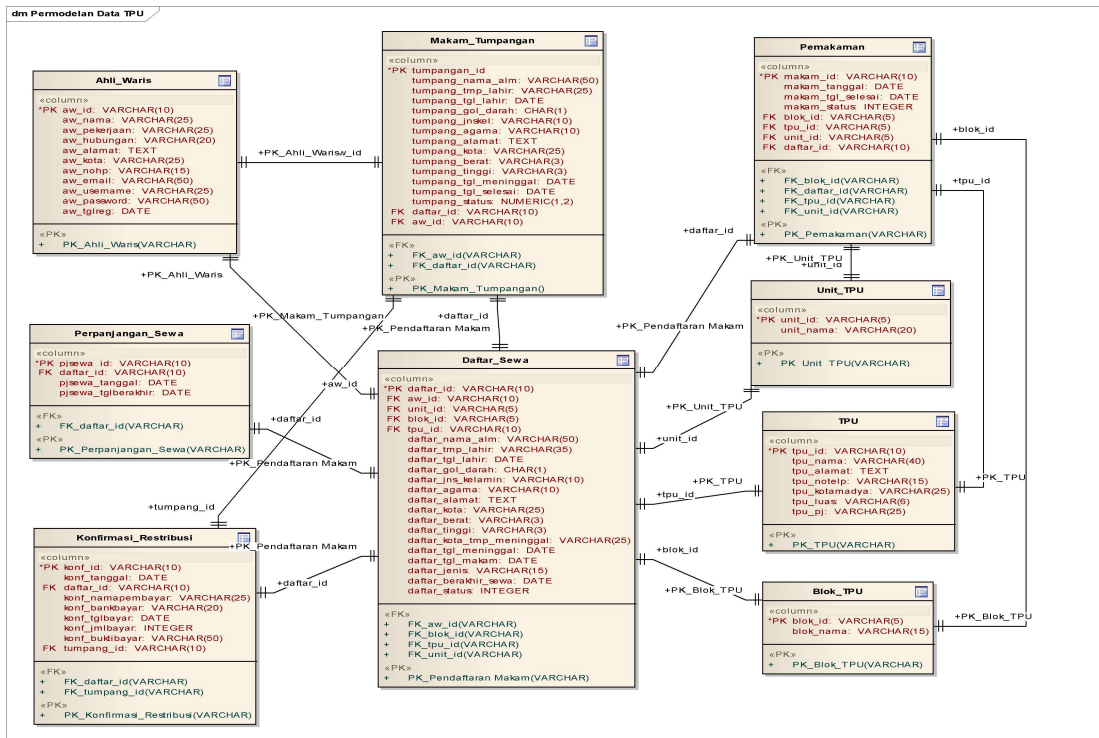 dm Permodelan Data TPU
Ahli_Waris
«column»
*PK aw_id: VARCHAR(10)
aw_nama: VARCHAR(25)
aw_pekerjaan: VARCHAR(25)
aw_hubungan: VARCHAR(20)
aw_alamat: TEXT
aw_kota: VARCHAR(25)
aw_nohp: VARCHAR(15)
aw_email: VARCHAR(50)
aw_username: VARCHAR(25)
aw_password: VARCHAR(50)
aw_tglreg: DATE
«PK»
+ PK_Ahli_Waris(VARCHAR)
+PK_Ahli_Warisw_id
Makam_Tumpangan
«column»
*PK tumpangan_id
tumpang_nama_alm: VARCHAR(50)
tumpang_tmp_lahir: VARCHAR(25)
tumpang_tgl_lahir: DATE
tumpang_gol_darah: CHAR(1)
tumpang_jnskel: VARCHAR(10)
tumpang_agama: VARCHAR(10)
tumpang_alamat: TEXT
tumpang_kota: VARCHAR(25)
tumpang_berat: VARCHAR(3)
tumpang_tinggi: VARCHAR(3)
tumpang_tgl_meninggal: DATE
tumpang_tgl_selesai: DATE
tumpang_status: NUMERIC(1,2)
FK daftar_id: VARCHAR(10)
FK aw_id: VARCHAR(10)
«FK»
+ FK_aw_id(VARCHAR)
+ FK_daftar_id(VARCHAR)
«PK»
+ PK_Makam_Tumpangan()
Pemakaman
«column»
*PK makam_id: VARCHAR(10)
makam_tanggal: DATE
makam_tgl_selesai: DATE
makam_status: INTEGER
FK blok_id: VARCHAR(5)
FK tpu_id: VARCHAR(5)
FK unit_id: VARCHAR(5)
FK daftar_id: VARCHAR(10)
«FK»
+ FK_blok_id(VARCHAR)
+ FK_daftar_id(VARCHAR)
+ FK_tpu_id(VARCHAR)
+ FK_unit_id(VARCHAR)
«PK»
+ PK_Pemakaman(VARCHAR)
+blok_id
+tpu_id
+daftar_id
+PK_Unit_TPU
+unit_id
+PK_Ahli_Waris
+PK_Makam_Tumpangan
+daftar_id
+PK_Pendaftaran Makam
+PK_Pendaftaran Makam
Unit_TPU
«column»
*PK unit_id: VARCHAR(5)
unit_nama: VARCHAR(20)
«PK»
+ PK_Unit_TPU(VARCHAR)
Perpanjangan_Sewa
«column»
*PK pjsewa_id: VARCHAR(10)
FK daftar_id: VARCHAR(10)
pjsewa_tanggal: DATE
pjsewa_tglberakhir: DATE
«FK»
+ FK_daftar_id(VARCHAR)
«PK»
+ PK_Perpanjangan_Sewa(VARCHAR)
+aw_id
+daftar_id
+PK_Pendaftaran Makam
+tumpang_id
Daftar_Sewa
«column»
*PK daftar_id: VARCHAR(10)
FK aw_id: VARCHAR(10)
FK unit_id: VARCHAR(5)
FK blok_id: VARCHAR(5)
FK tpu_id: VARCHAR(10)
daftar_nama_alm: VARCHAR(50)
daftar_tmp_lahir: VARCHAR(35)
daftar_tgl_lahir: DATE
daftar_gol_darah: CHAR(1)
daftar_jns_kelamin: VARCHAR(10)
daftar_agama: VARCHAR(10)
daftar_alamat: TEXT
daftar_kota: VARCHAR(25)
daftar_berat: VARCHAR(3)
daftar_tinggi: VARCHAR(3)
daftar_kota_tmp_meninggal: VARCHAR(25)
daftar_tgl_meninggal: DATE
daftar_tgl_makam: DATE
daftar_jenis: VARCHAR(15)
daftar_berakhir_sewa: DATE
daftar_status: INTEGER
«FK»
+ FK_aw_id(VARCHAR)
+ FK_blok_id(VARCHAR)
+ FK_tpu_id(VARCHAR)
+ FK_unit_id(VARCHAR)
«PK»
+ PK_Pendaftaran Makam(VARCHAR)
+PK_Unit_TPU
+unit_id
+PK_TPU
+tpu_id
+blok_id
+PK_Blok_TPU
TPU
«column»
*PK tpu_id: VARCHAR(10)
tpu_nama: VARCHAR(40)
tpu_alamat: TEXT
tpu_notelp: VARCHAR(15)
tpu_kotamadya: VARCHAR(25)
tpu_luas: VARCHAR(6)
tpu_pj: VARCHAR(25)
«PK»
+ PK_TPU(VARCHAR)
+PK_TPU
Konfirmasi_Restribusi
«column»
*PK konf_id: VARCHAR(10)
konf_tanggal: DATE
FK daftar_id: VARCHAR(10)
konf_namapembayar: VARCHAR(25)
konf_bankbayar: VARCHAR(20)
konf_tglbayar: DATE
konf_jmlbayar: INTEGER
konf_buktibayar: VARCHAR(50)
FK tumpang_id: VARCHAR(10)
«FK»
+ FK_daftar_id(VARCHAR)
+ FK_tumpang_id(VARCHAR)
«PK»
+ PK_Konfirmasi_Restribusi(VARCHAR)
+PK_Pendaftaran Makam
+daftar_id
Blok_TPU
«column»
*PK blok_id: VARCHAR(5)
blok_nama: VARCHAR(15)
«PK»
+ PK_Blok_TPU(VARCHAR)
+PK_Blok_TPU